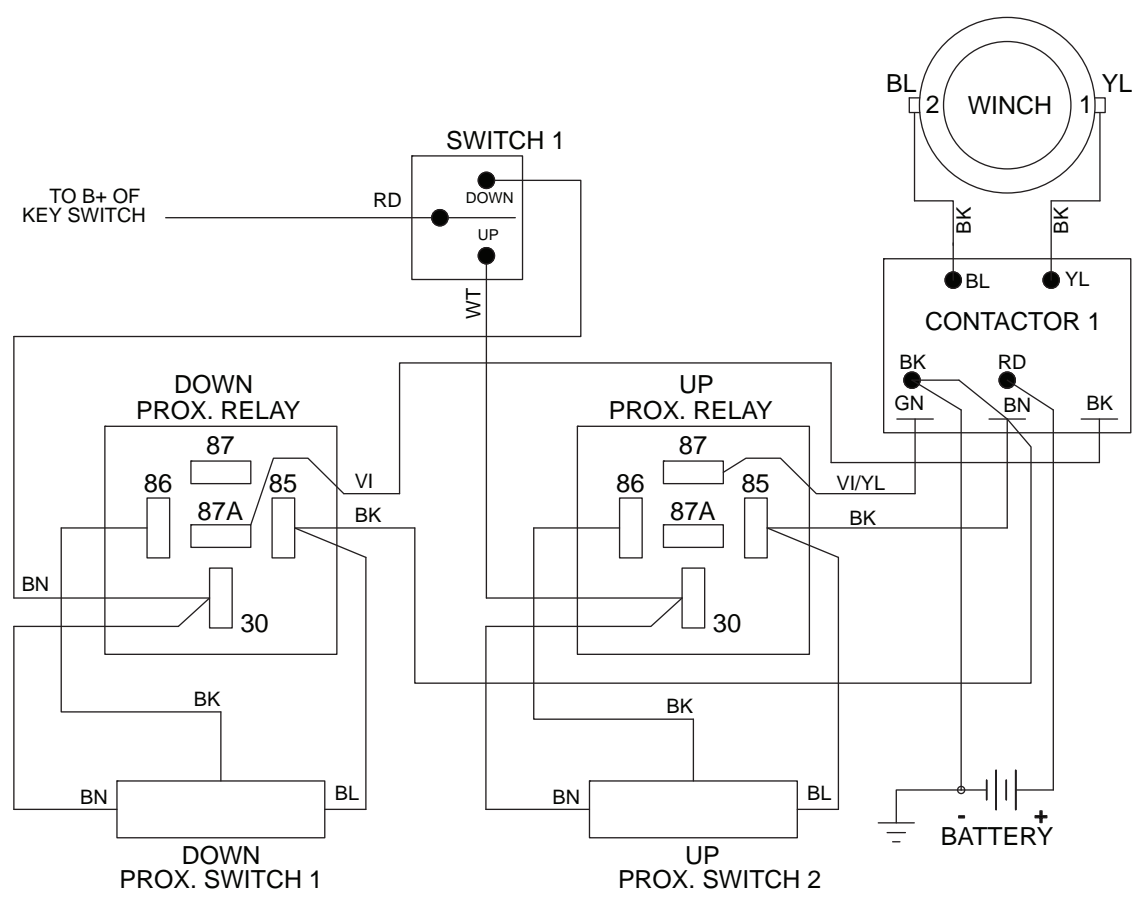 BL
YL
2
WINCH
1
SWITCH 1
TO B+ OF
KEY SWITCH
RD
DOWN
UP
BK
BK
WT
BL
YL
CONTACTOR 1
BK
RD
GN
BN
BK
DOWN
PROX. RELAY
UP
PROX. RELAY
87
87
86
85
VI
86
85
VI/YL
87A
BK
87A
BK
BN
30
30
BK
BK
BN
BL
BN
BL
- +
BATTERY
DOWN
PROX. SWITCH 1
UP
PROX. SWITCH 2